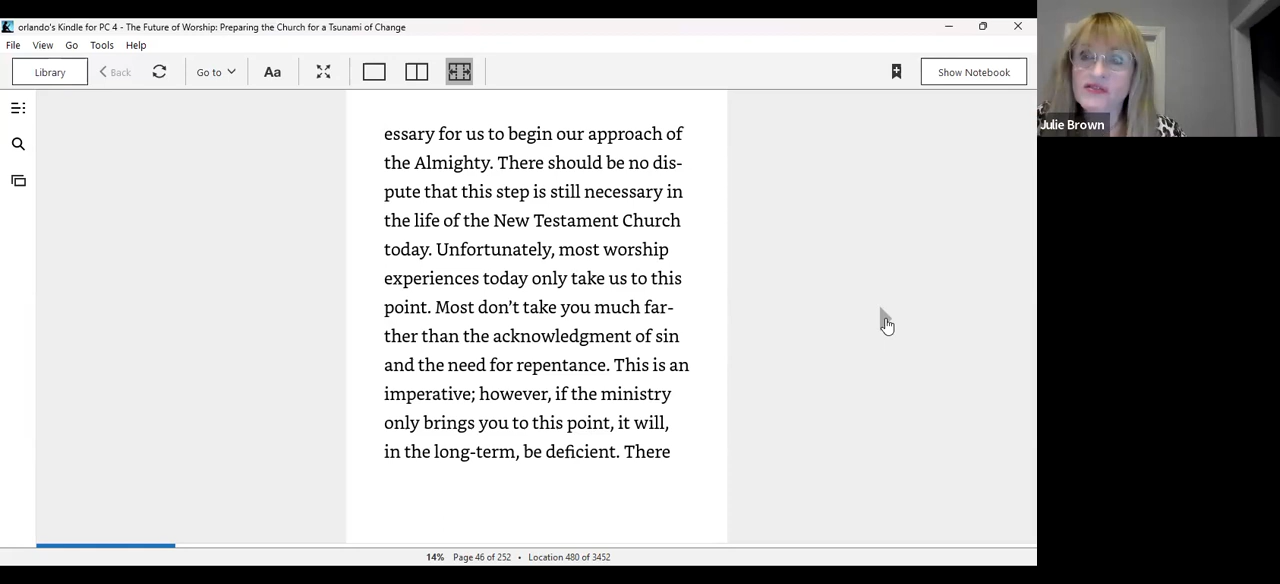 orlando's Kindle for PC 4 - The Future of Worship: Preparing the Church for a Tsunami of Change
File View Go Tools Help
Library Back Go to Aa Show Notebook
Julie Brown
essary for us to begin our approach of
the Almighty. There should be no dis-
pute that this step is still necessary in
the life of the New Testament Church
today. Unfortunately, most worship
experiences today only take us to this
point. Most don’t take you much far-
ther than the acknowledgment of sin
and the need for repentance. This is an
imperative; however, if the ministry
only brings you to this point, it will,
in the long-term, be deficient. There
14% Page 46 of 252 • Location 480 of 3452